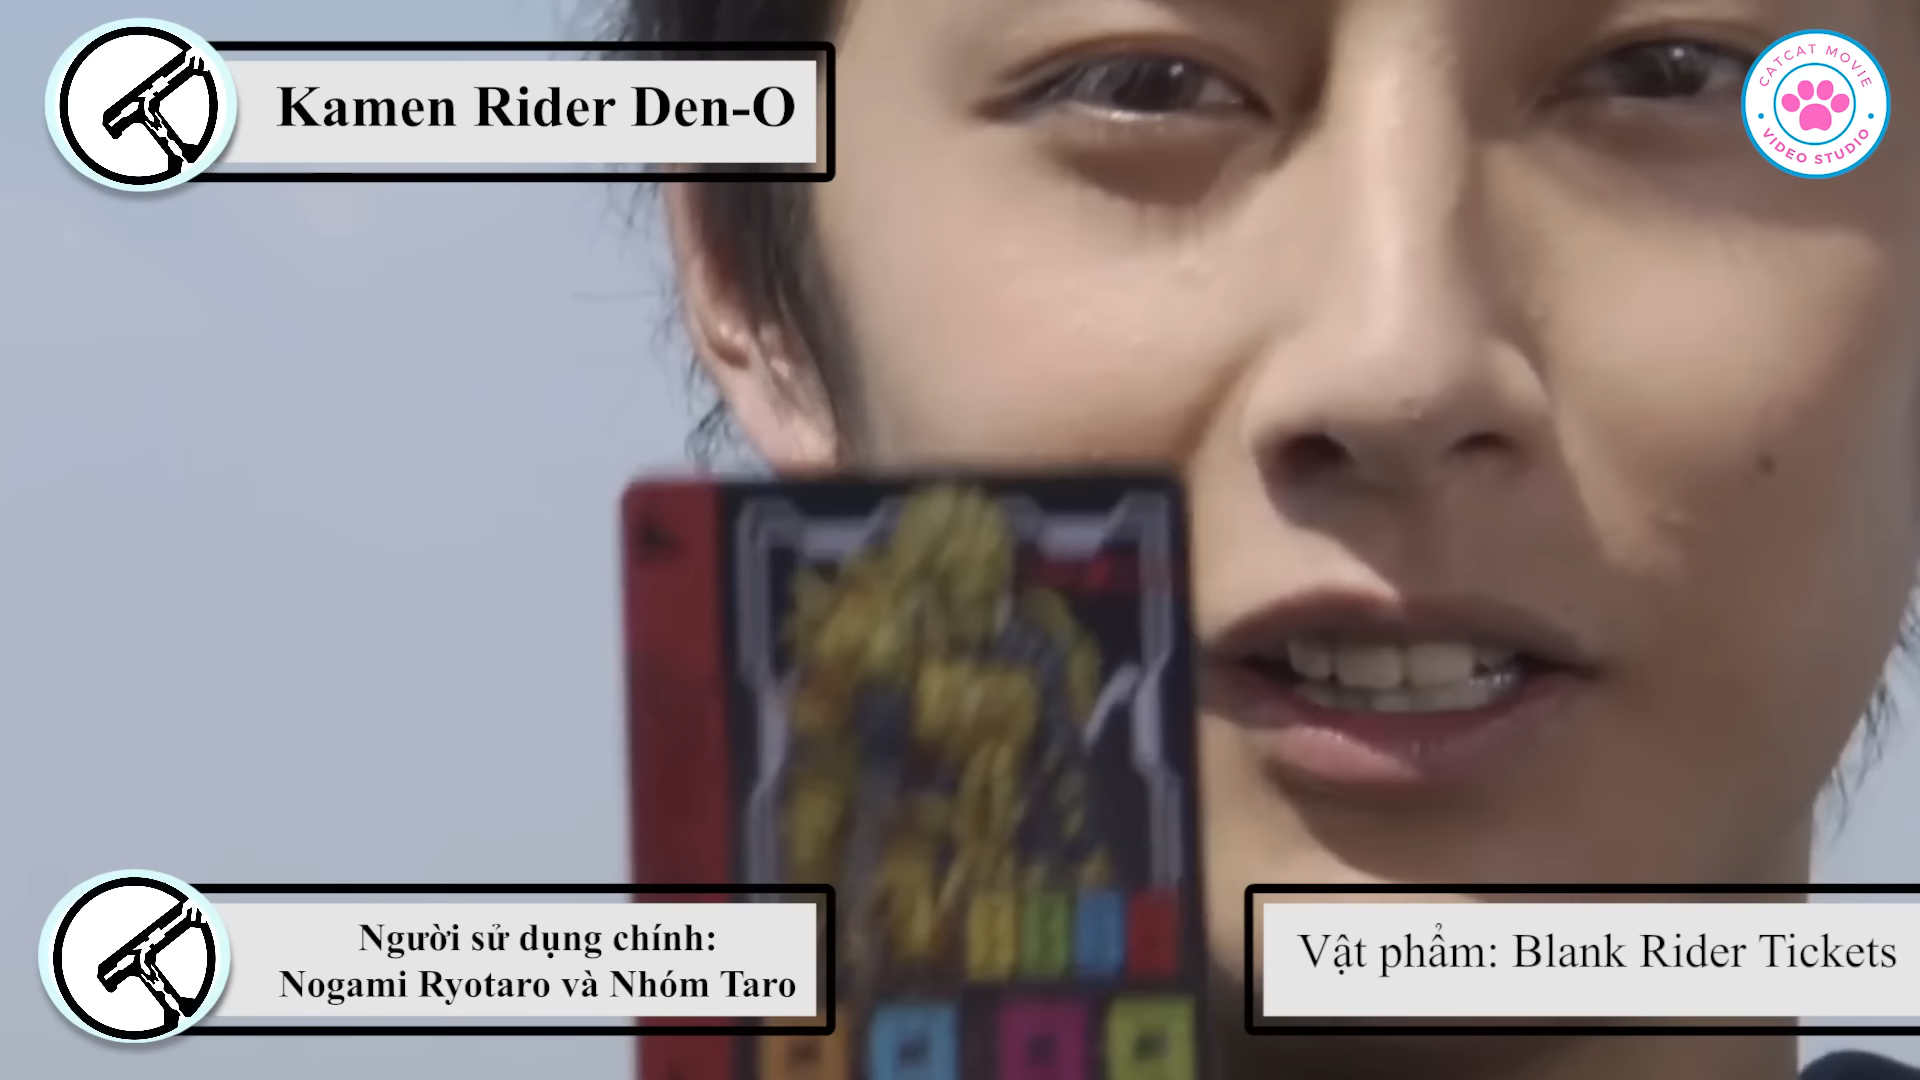 Kamen Rider Den-O
CATCAT MOVIE
VIDEO STUDIO
Người sử dụng chính:
Nogami Ryotaro và Nhóm Taro
Vật phẩm: Blank Rider Tickets